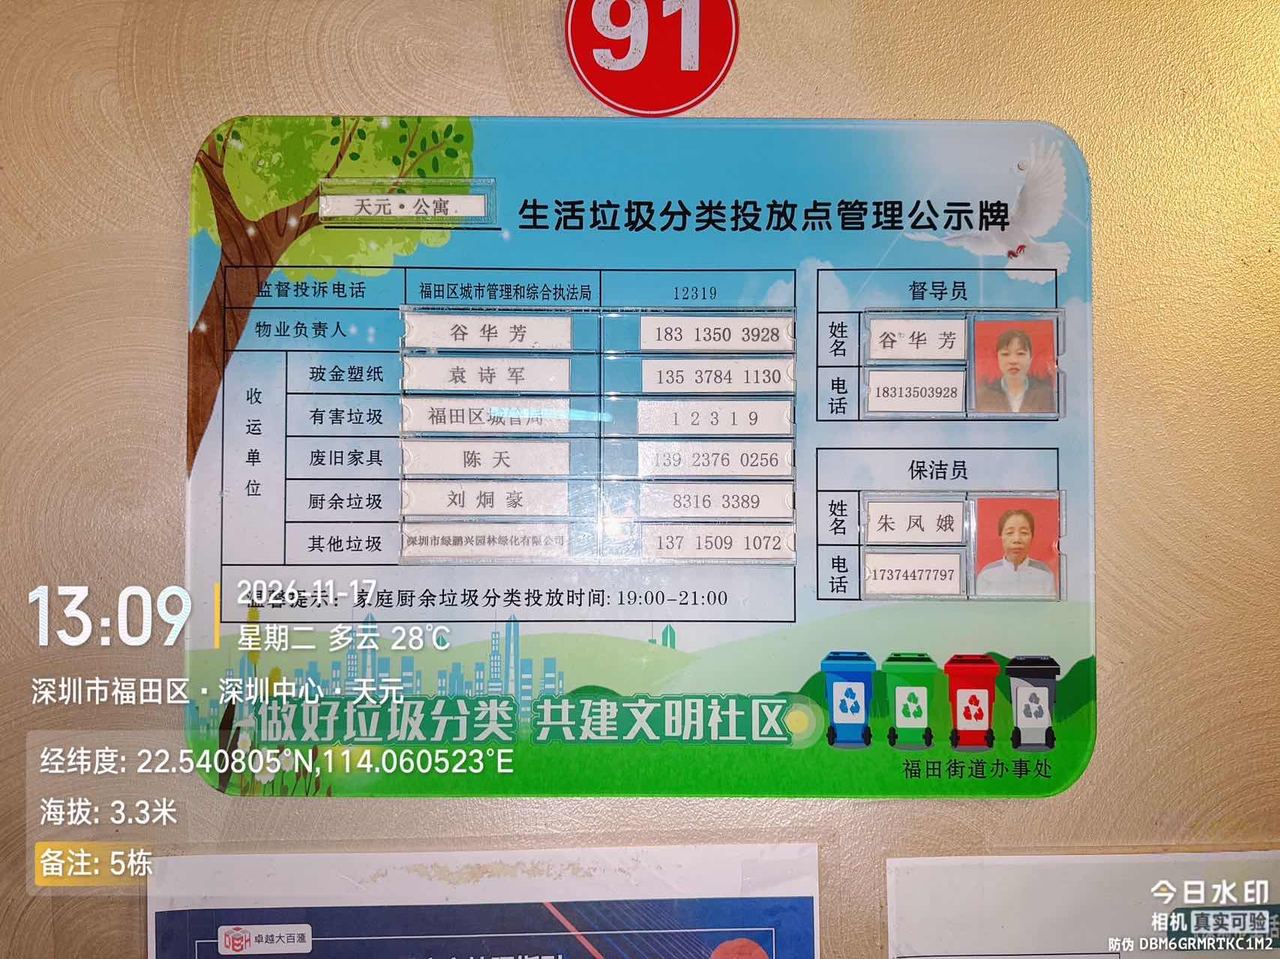 91
天元·公寓
生活垃圾分类投放点管理公示牌
监督投诉电话 福田区城市管理和综合执法局 12319
物业负责人 谷华芳 183 1350 3928
收运单位
玻金塑纸 袁诗军 135 3784 1130
有害垃圾 福田区城管局 12319
废旧家具 陈天 139 2376 0256
厨余垃圾 刘烔豪 8316 3389
其他垃圾 深圳市绿鹏兴园林绿化有限公司 137 1509 1072
温馨提示：家庭厨余垃圾分类投放时间: 19:00-21:00
督导员
姓名 谷华芳
电话 18313503928
保洁员
姓名 朱凤娥
电话 17374477797
做好垃圾分类 共建文明社区
福田街道办事处
13:09
2026-11-17
星期二 多云 28℃
深圳市福田区·深圳中心·天元
经纬度: 22.540805°N,114.060523°E
海拔: 3.3米
备注: 5栋
卓越大百汇
今日水印
相机 真实可验
防伪 DBM6GRMRTKC1M2